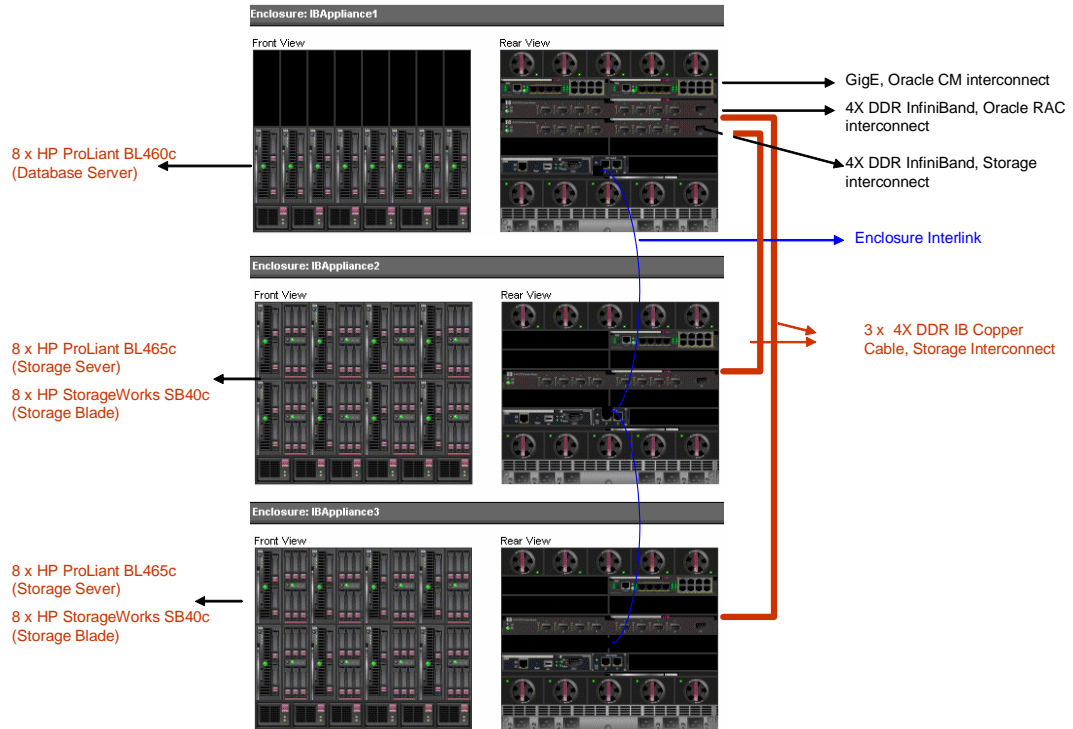 Enclosure: IBAppliance1
Front View
Rear View
GigE, Oracle CM interconnect
4X DDR InfiniBand, Oracle RAC
interconnect
8 x HP ProLiant BL460c
(Database Server)
4X DDR InfiniBand, Storage
interconnect
Enclosure Interlink
Enclosure: IBAppliance2
Front View
Rear View
8 x HP ProLiant BL465c
(Storage Sever)
8 x HP StorageWorks SB40c
(Storage Blade)
3 x  4X DDR IB Copper
Cable, Storage Interconnect
Enclosure: IBAppliance3
Front View
Rear View
8 x HP ProLiant BL465c
(Storage Sever)
8 x HP StorageWorks SB40c
(Storage Blade)